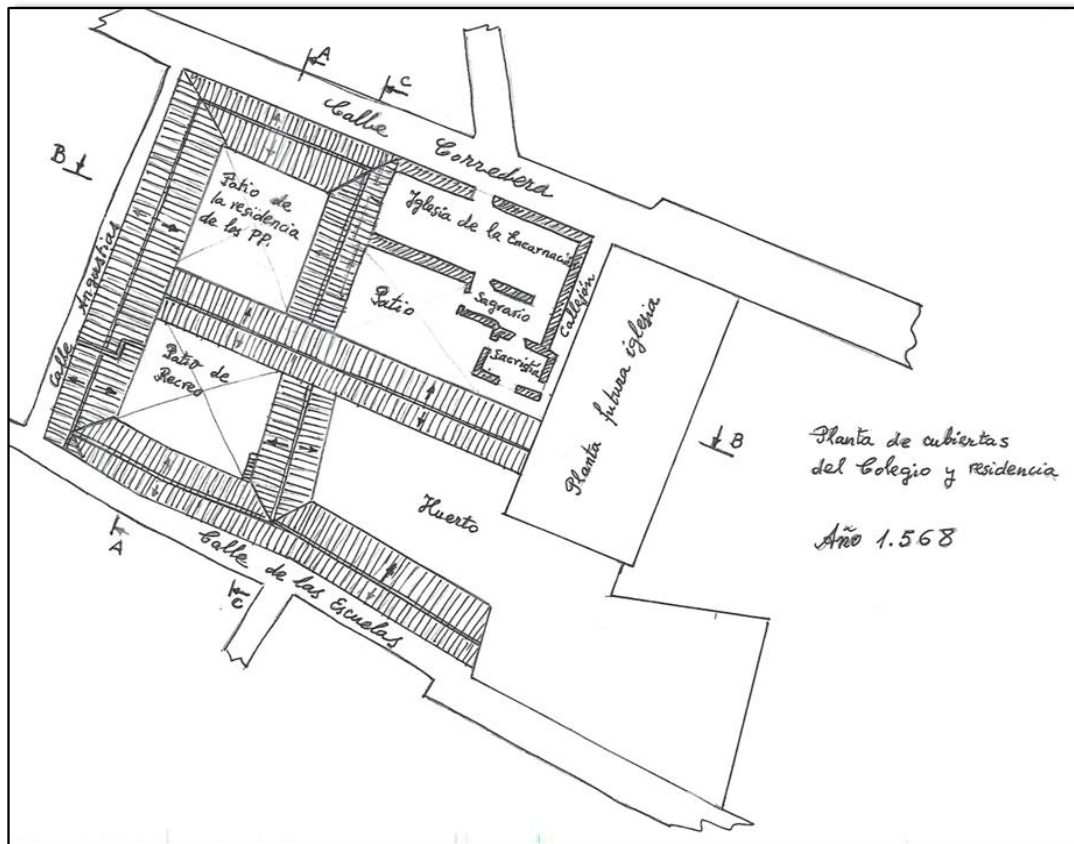 A
C
Calle Corredera
B
Patio de
la residencia
de los PP.
Iglesia de la Encarnación
Calle Angustias
Patio
Sagrario
Callejón
Sacristía
Planta futura iglesia
Patio de
Recreo
B
Planta de cubiertas
del Colegio y residencia
Huerto
Año 1.568
A
Calle de las Escuelas
C